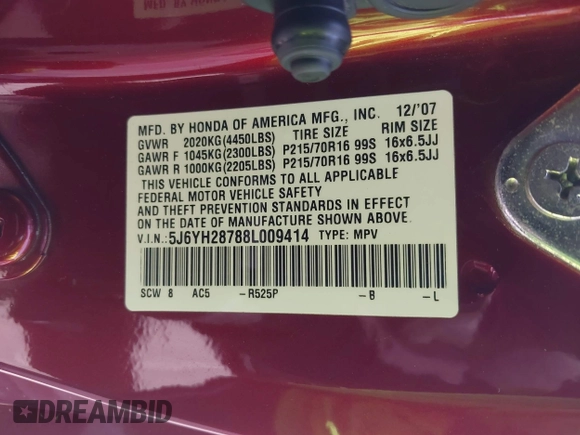 MFD. BY HONDA OF AMERICA MFG., INC. 12/'07
GVWR 2020KG(4450LBS) TIRE SIZE RIM SIZE
GAWR F 1045KG(2300LBS) P215/70R16 99S 16x6.5JJ
GAWR R 1000KG(2205LBS) P215/70R16 99S 16x6.5JJ
THIS VEHICLE CONFORMS TO ALL APPLICABLE
FEDERAL MOTOR VEHICLE SAFETY
AND THEFT PREVENTION STANDARDS IN EFFECT
ON THE DATE OF MANUFACTURE SHOWN ABOVE.
V.I.N.:5J6YH28788L009414 TYPE: MPV
SCW 8 AC5 -R525P -B -L
DREAMBID